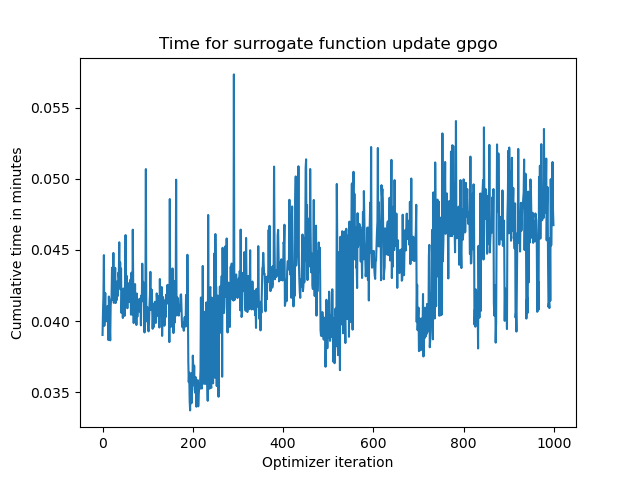 Time for surrogate function update gpgo
0.055
0.050
0.045
0.040
0.035
Cumulative time in minutes
0 200 400 600 800 1000
Optimizer iteration